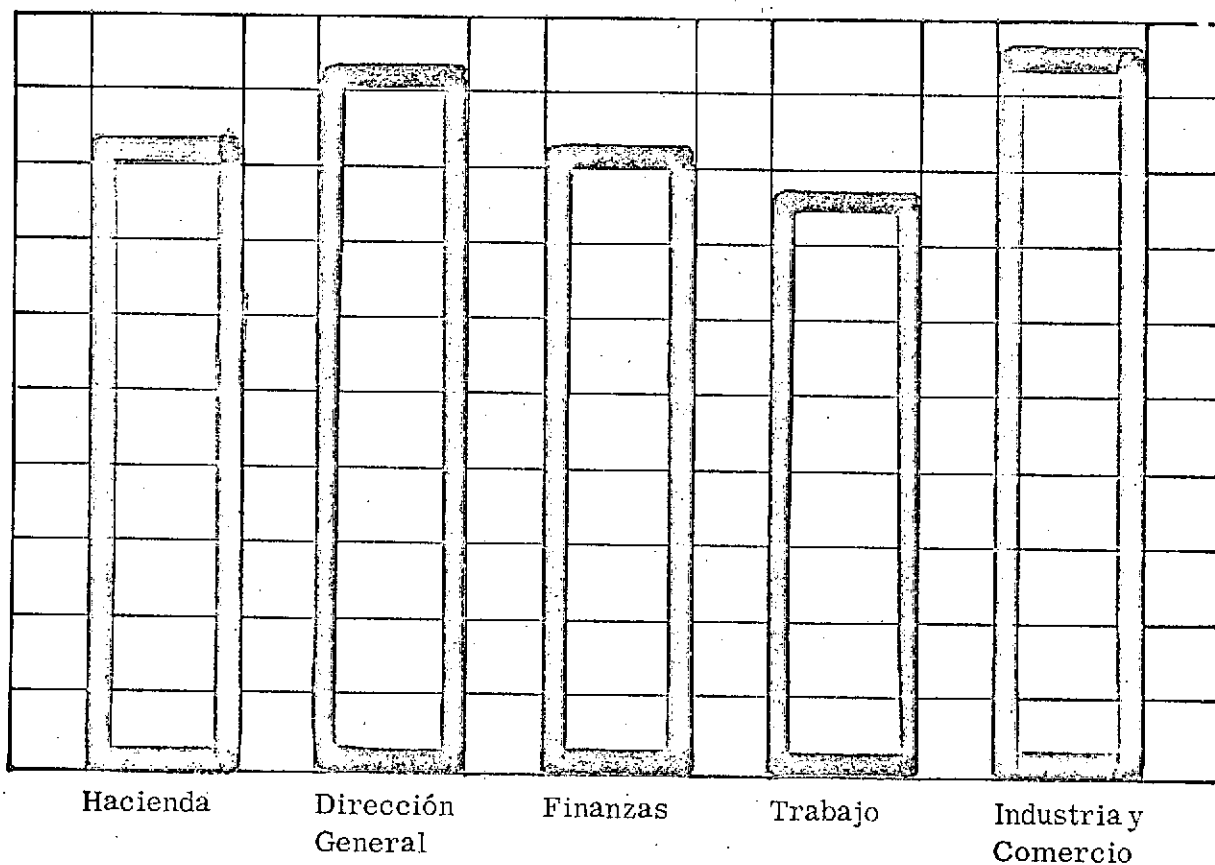 Hacienda
Dirección
General
Finanzas
Trabajo
Industria y
Comercio